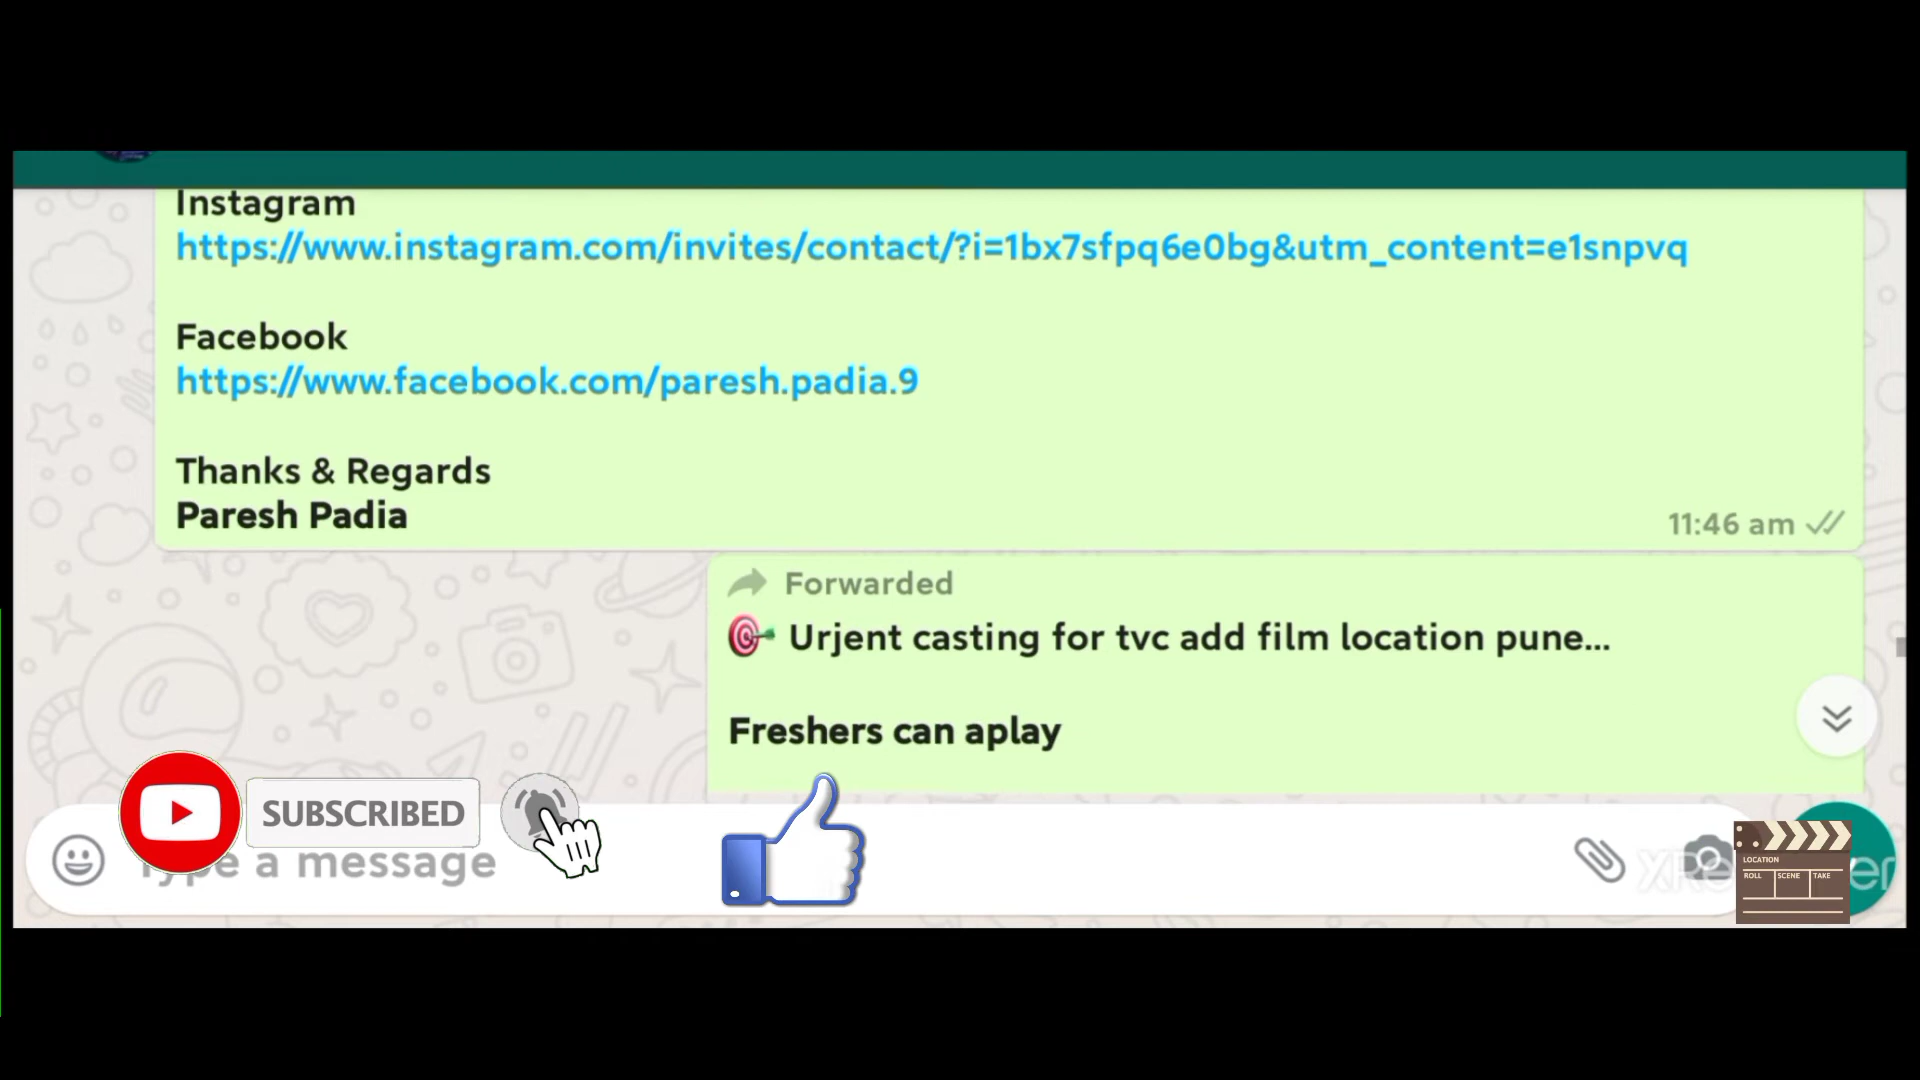 Instagram
https://www.instagram.com/invites/contact/?i=1bx7sfpq6e0bg&utm_content=e1snpvq
Facebook
https://www.facebook.com/paresh.padia.9
Thanks & Regards
Paresh Padia
11:46 am
Forwarded
Urjent casting for tvc add film location pune...
Freshers can aplay
SUBSCRIBED
Type a message
LOCATION
ROLL SCENE TAKE